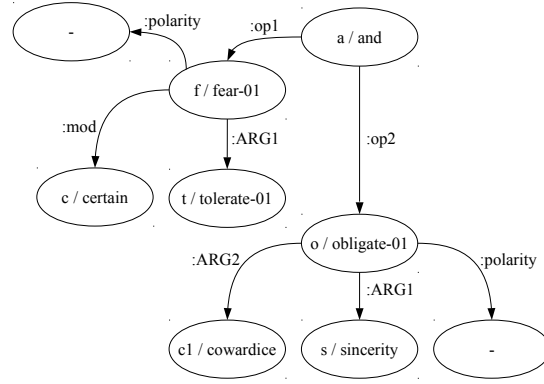 :polarity
:op1
-
a / and
f / fear-01
:mod
:ARG1
:op2
c / certain
t / tolerate-01
o / obligate-01
:ARG2
:ARG1
:polarity
c1 / cowardice
s / sincerity
-